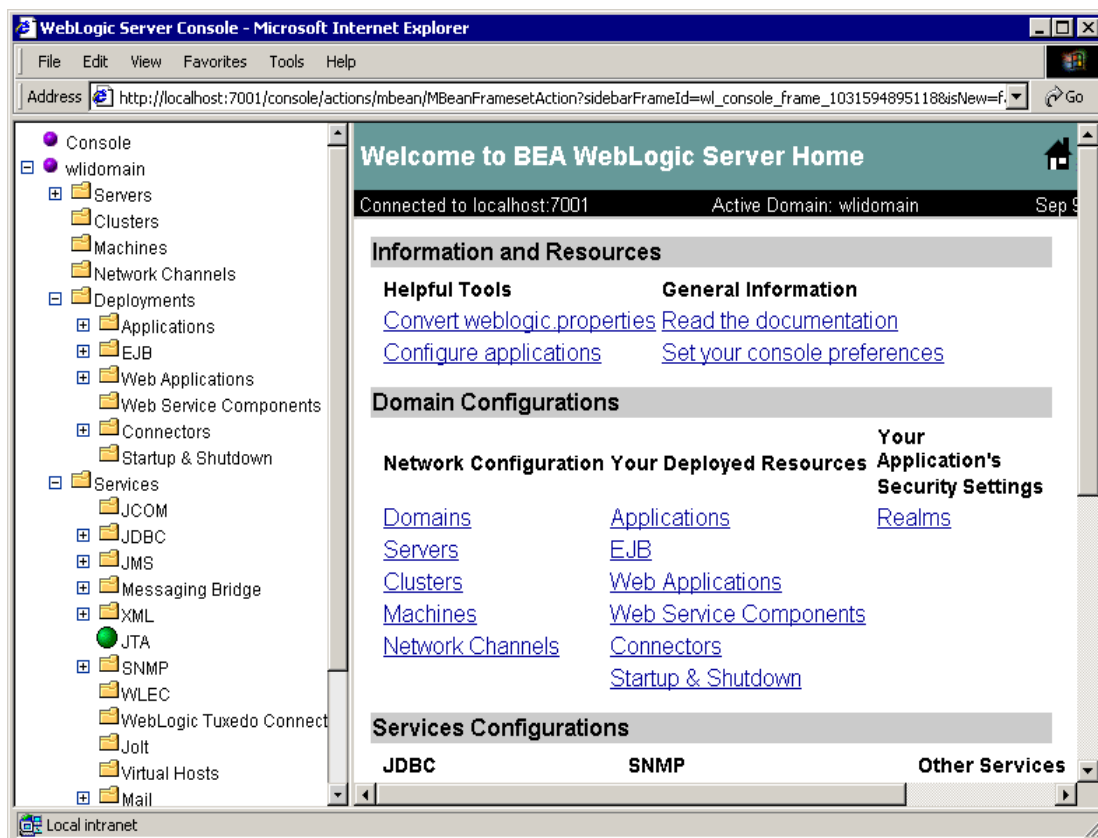 WebLogic Server Console - Microsoft Internet Explorer
File Edit View Favorites Tools Help
Address http://localhost:7001/console/actions/mbean/MBeanFramesetAction?sidebarFrameId=wl_console_frame_1031594895118&isNew=f Go
Console
wlidomain
Servers
Clusters
Machines
Network Channels
Deployments
Applications
EJB
Web Applications
Web Service Components
Connectors
Startup & Shutdown
Services
JCOM
JDBC
JMS
Messaging Bridge
XML
JTA
SNMP
WLEC
WebLogic Tuedo Connect
Jolt
Virtual Hosts
Mail
Welcome to BEA WebLogic Server Home
Connected to localhost:7001 Active Domain: wlidomain Sep 9
Information and Resources
Helpful Tools General Information
Convert weblogic.properties Read the documentation
Configure applications Set your console preferences
Domain Configurations
Network Configuration Your Deployed Resources Your Application's Security Settings
Domains Applications Realms
Servers EJB
Clusters Web Applications
Machines Web Service Components
Network Channels Connectors
Startup & Shutdown
Services Configurations
JDBC SNMP Other Services
Local intranet